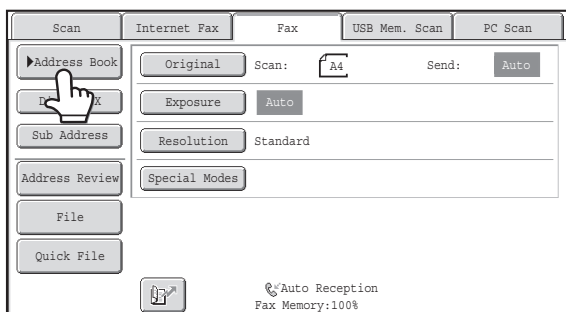 Scan Internet Fax Fax USB Mem. Scan PC Scan
Address Book Original Scan: A4 Send: Auto
X Exposure Auto
Sub Address Resolution Standard
Address Review Special Modes
File
Quick File
Auto Reception
Fax Memory:100%